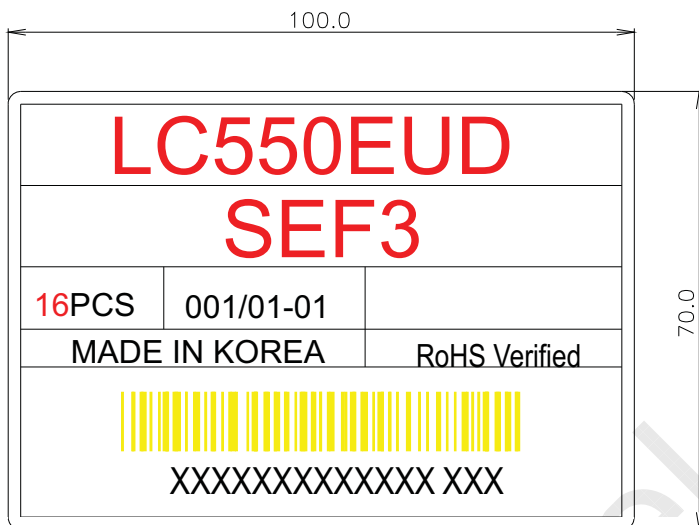 100.0
LC550EUD
SEF3
16PCS 001/01-01
70.0
MADE IN KOREA RoHS Verified
XXXXXXXXXXXXX XXX